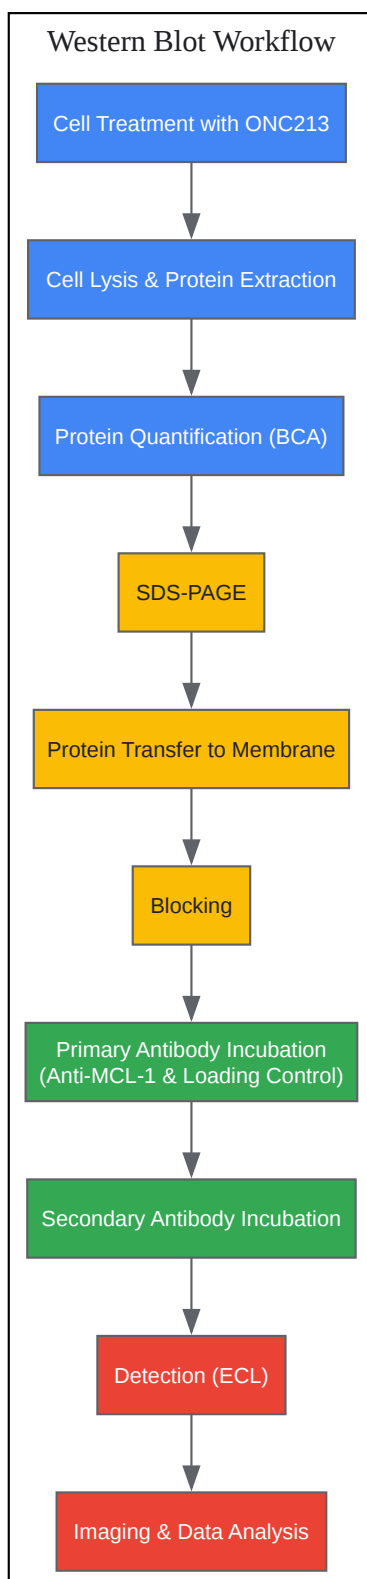 Western Blot Workflow
Cell Treatment with ONC213
Cell Lysis & Protein Extraction
Protein Quantification (BCA)
SDS-PAGE
Protein Transfer to Membrane
Blocking
Primary Antibody Incubation
(Anti-MCL-1 & Loading Control)
Secondary Antibody Incubation
Detection (ECL)
Imaging & Data Analysis